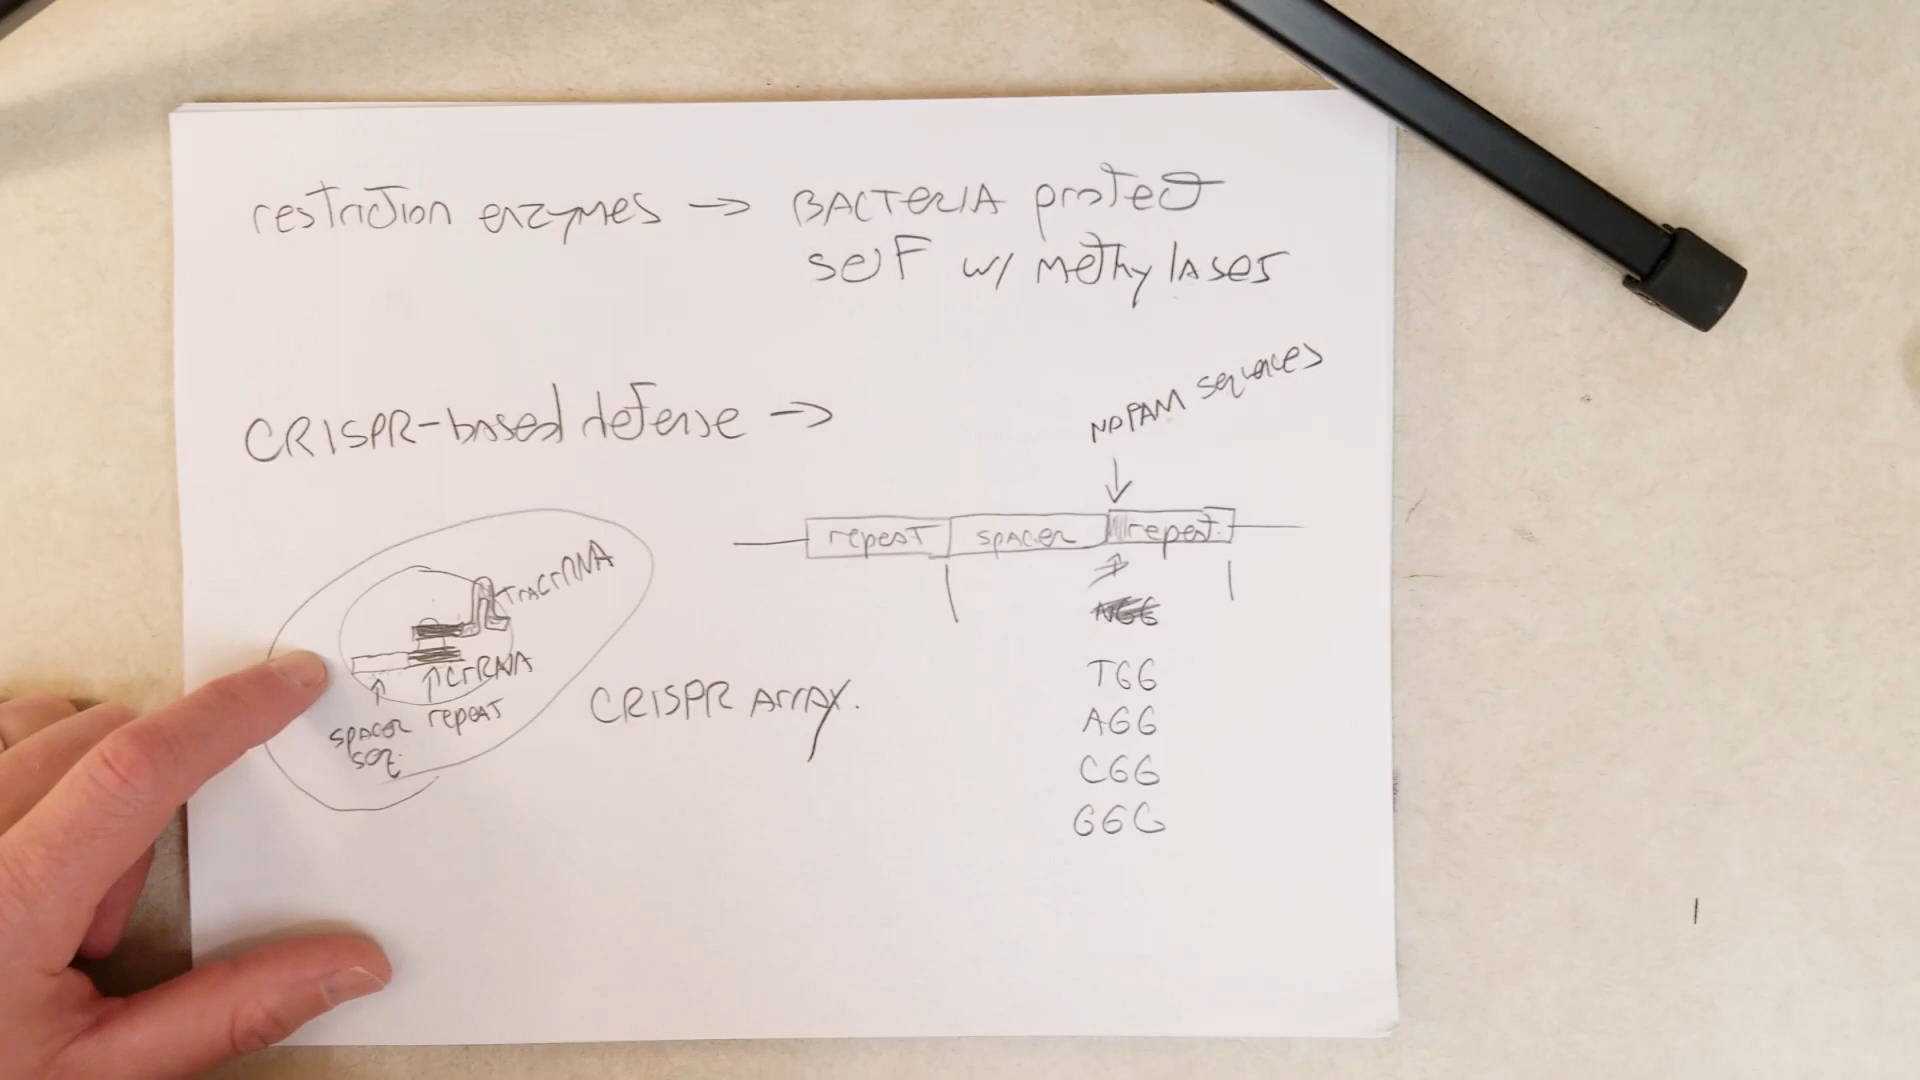 restriction enzymes → BACTERIA protect
self w/ methylases
CRISPR-based defense →
NO PAM sequences
repeat spacer repeat
tracrRNA
crRNA
spacer repeat
seq.
CRISPR Array.
NGG
TGG
AGG
CGG
GGG